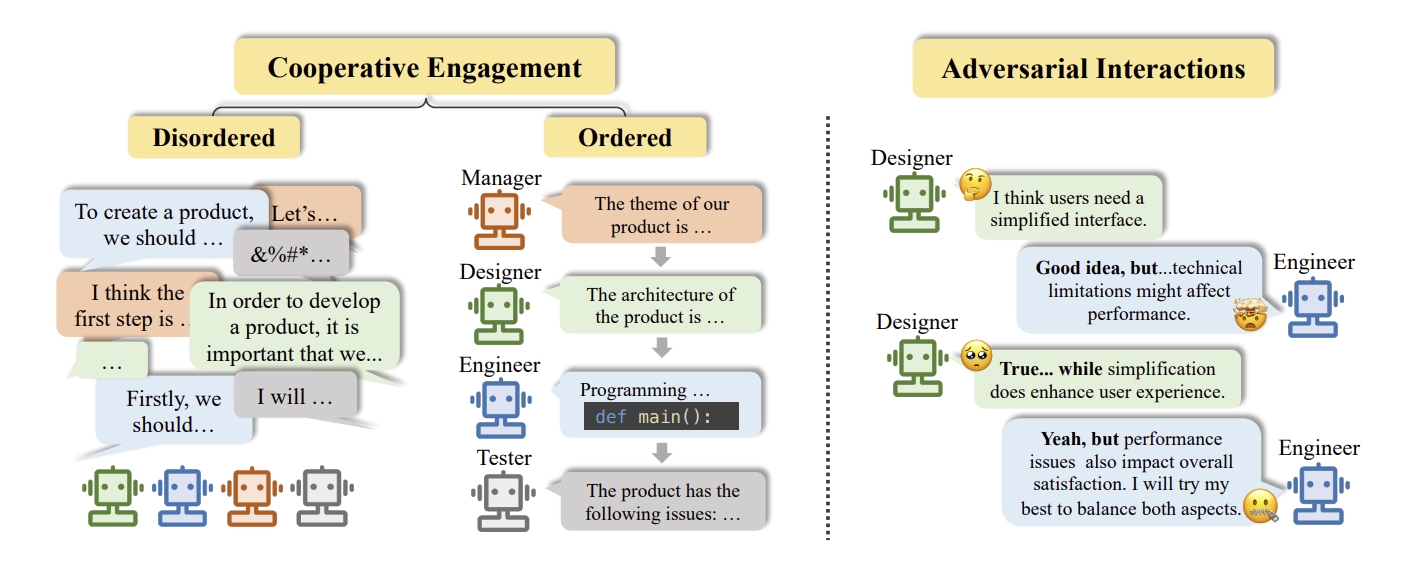 Cooperative Engagement
Disordered
To create a product,
we should …
Let's…
&%#*…
I think the
first step is …
In order to develop
a product, it is
important that we...
…
Firstly, we
should…
I will …
Ordered
Manager
The theme of our
product is …
Designer
The architecture of
the product is …
Engineer
Programming …
def main():
Tester
The product has the
following issues: …
Adversarial Interactions
Designer
I think users need a
simplified interface.
Engineer
Good idea, but...technical
limitations might affect
performance.
Designer
True... while simplification
does enhance user experience.
Engineer
Yeah, but performance
issues also impact overall
satisfaction. I will try my
best to balance both aspects.